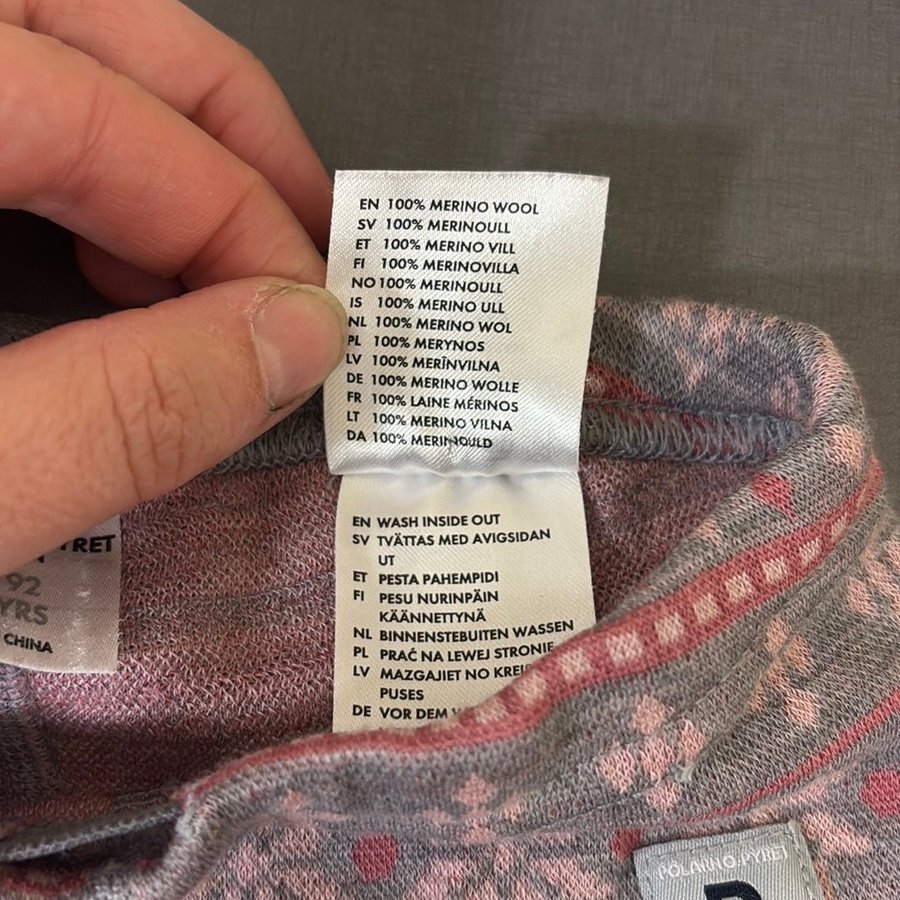 EN 100% MERINO WOOL
SV 100% MERINOULL
ET 100% MERINO VILL
FI 100% MERINOVILLA
NO 100% MERINOULL
IS 100% MERINO ULL
NL 100% MERINO WOL
PL 100% MERYNOS
LV 100% MERĪNVILNA
DE 100% MERINO WOLLE
FR 100% LAINE MÉRINOS
LT 100% MERINO VILNA
DA 100% MERINOULD
EN WASH INSIDE OUT
SV TVÄTTAS MED AVIGSIDAN
UT
ET PESTA PAHEMPIDI
FI PESU NURINPÄIN
KÄÄNNETTYNÄ
NL BINNENSTEBUITEN WASSEN
PL PRAĆ NA LEWEJ STRONIE
LV MAZGAJIET NO
PUSES
DE VOR DEM
92
YRS
CHINA
POLARN O. PYRET